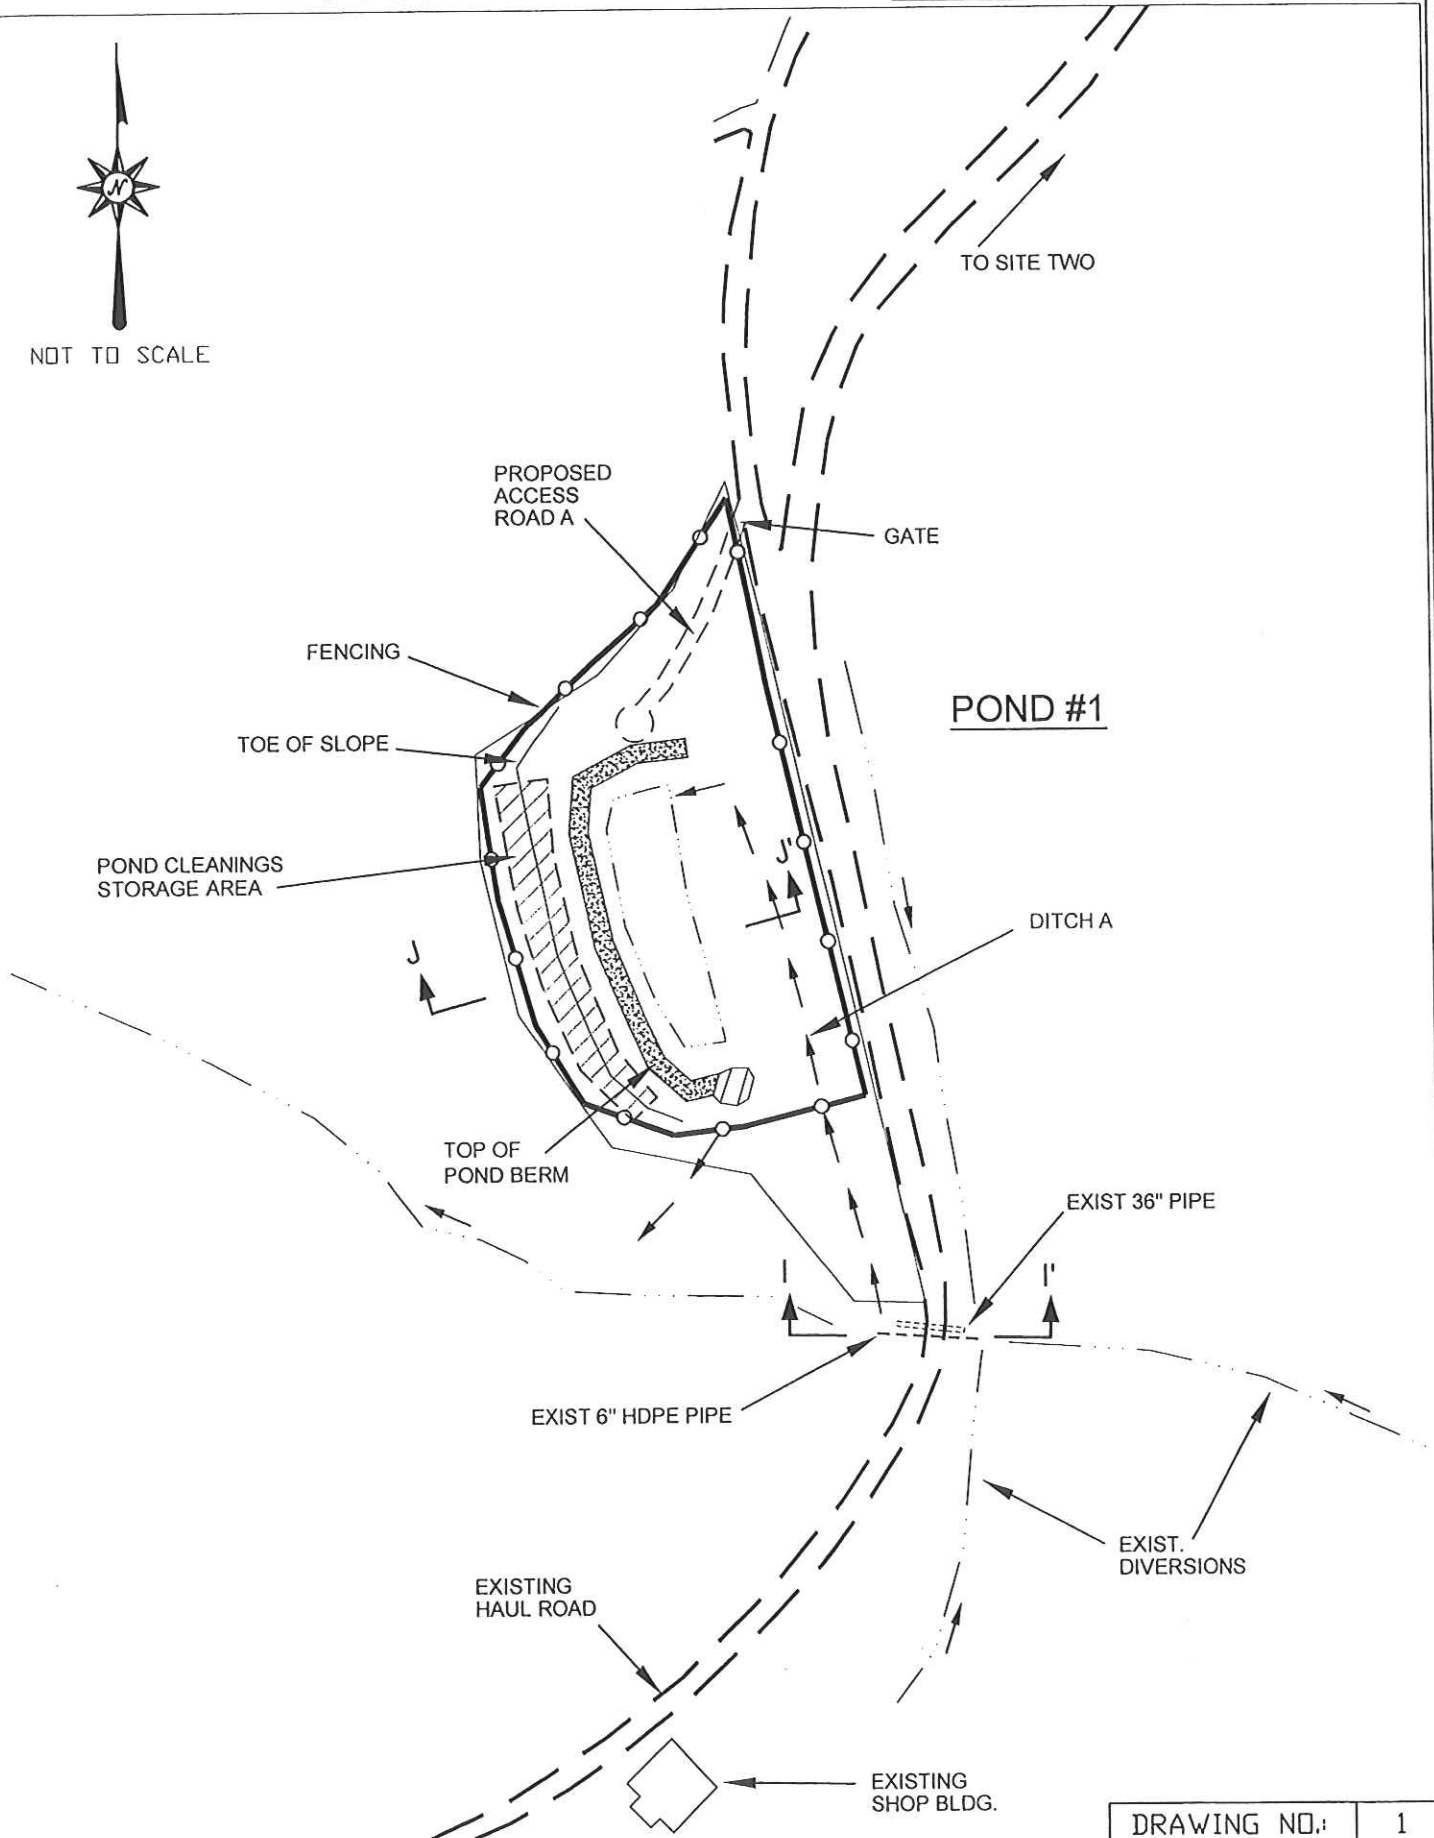 N
NOT TO SCALE
TO SITE TWO
PROPOSED
ACCESS
ROAD A
GATE
FENCING
POND #1
TOE OF SLOPE
POND CLEANINGS
STORAGE AREA
J'
DITCH A
J
TOP OF
POND BERM
EXIST 36" PIPE
I
I'
EXIST 6" HDPE PIPE
EXIST.
DIVERSIONS
EXISTING
HAUL ROAD
EXISTING
SHOP BLDG.
DRAWING NO.: 1